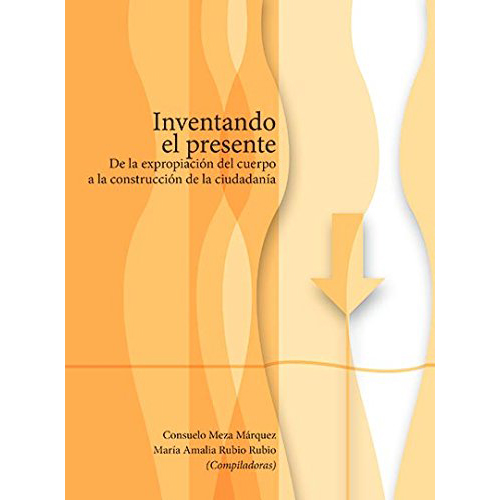 Inventando
el presente
De la expropiación del cuerpo
a la construcción de la ciudadanía
Consuelo Meza Márquez
María Amalia Rubio Rubio
(Compiladoras)